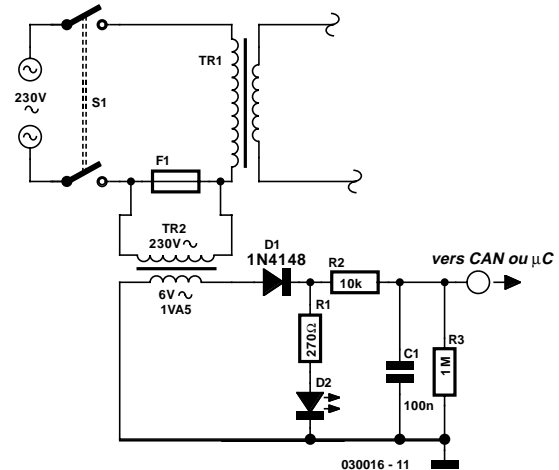 TR1
230V
S1
F1
TR2
230V
D1
1N4148
R2
10k
vers CAN ou µC
6V
1VA5
R1
270Ω
C1
100n
R3
1M
D2
030016 - 11